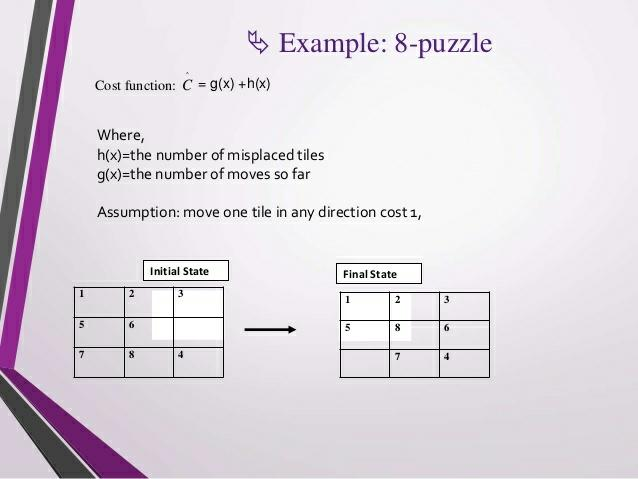 Example: 8-puzzle
Cost function: Ĉ = g(x) +h(x)
Where,
h(x)=the number of misplaced tiles
g(x)=the number of moves so far
Assumption: move one tile in any direction cost 1,
Initial State
1 2 3
5 6
7 8 4
Final State
1 2 3
5 8 6
7 4